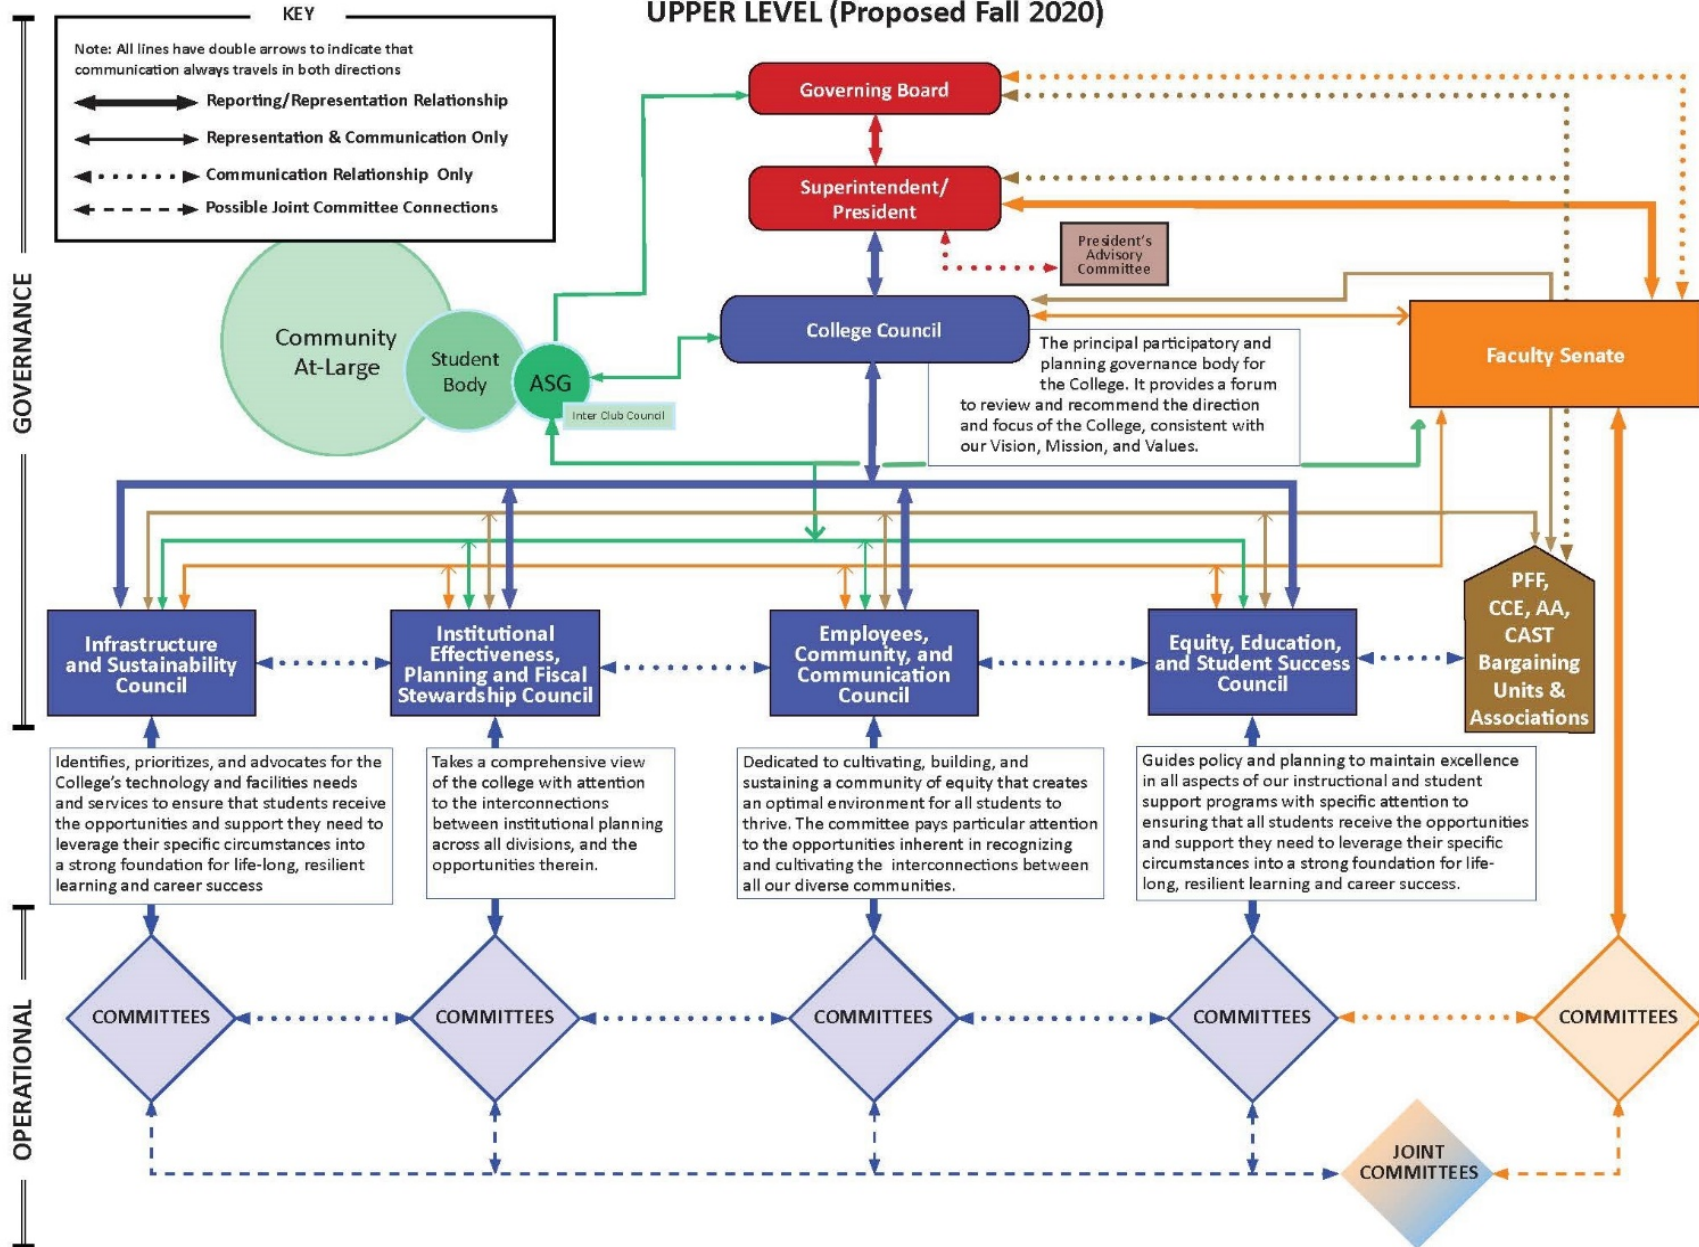 UPPER LEVEL (Proposed Fall 2020)
KEY
Note: All lines have double arrows to indicate that
communication always travels in both directions
Reporting/Representation Relationship
Representation & Communication Only
Communication Relationship Only
Possible Joint Committee Connections
GOVERNANCE
Governing Board
Superintendent/
President
President's
Advisory
Committee
College Council
Community
At-Large
Student
Body
ASG
Inter Club Council
The principal participatory and
planning governance body for
the College. It provides a forum
to review and recommend the direction
and focus of the College, consistent with
our Vision, Mission, and Values.
Faculty Senate
Infrastructure
and Sustainability
Council
Institutional
Effectiveness,
Planning and Fiscal
Stewardship Council
Employees,
Community, and
Communication
Council
Equity, Education,
and Student Success
Council
PFF,
CCE, AA,
CAST
Bargaining
Units &
Associations
Identifies, prioritizes, and advocates for the
College's technology and facilities needs
and services to ensure that students receive
the opportunities and support they need to
leverage their specific circumstances into
a strong foundation for life-long, resilient
learning and career success
Takes a comprehensive view
of the college with attention
to the interconnections
between institutional planning
across all divisions, and the
opportunities therein.
Dedicated to cultivating, building, and
sustaining a community of equity that creates
an optimal environment for all students to
thrive. The committee pays particular attention
to the opportunities inherent in recognizing
and cultivating the interconnections between
all our diverse communities.
Guides policy and planning to maintain excellence
in all aspects of our instructional and student
support programs with specific attention to
ensuring that all students receive the opportunities
and support they need to leverage their specific
circumstances into a strong foundation for life-
long, resilient learning and career success.
OPERATIONAL
COMMITTEES
COMMITTEES
COMMITTEES
COMMITTEES
COMMITTEES
JOINT
COMMITTEES